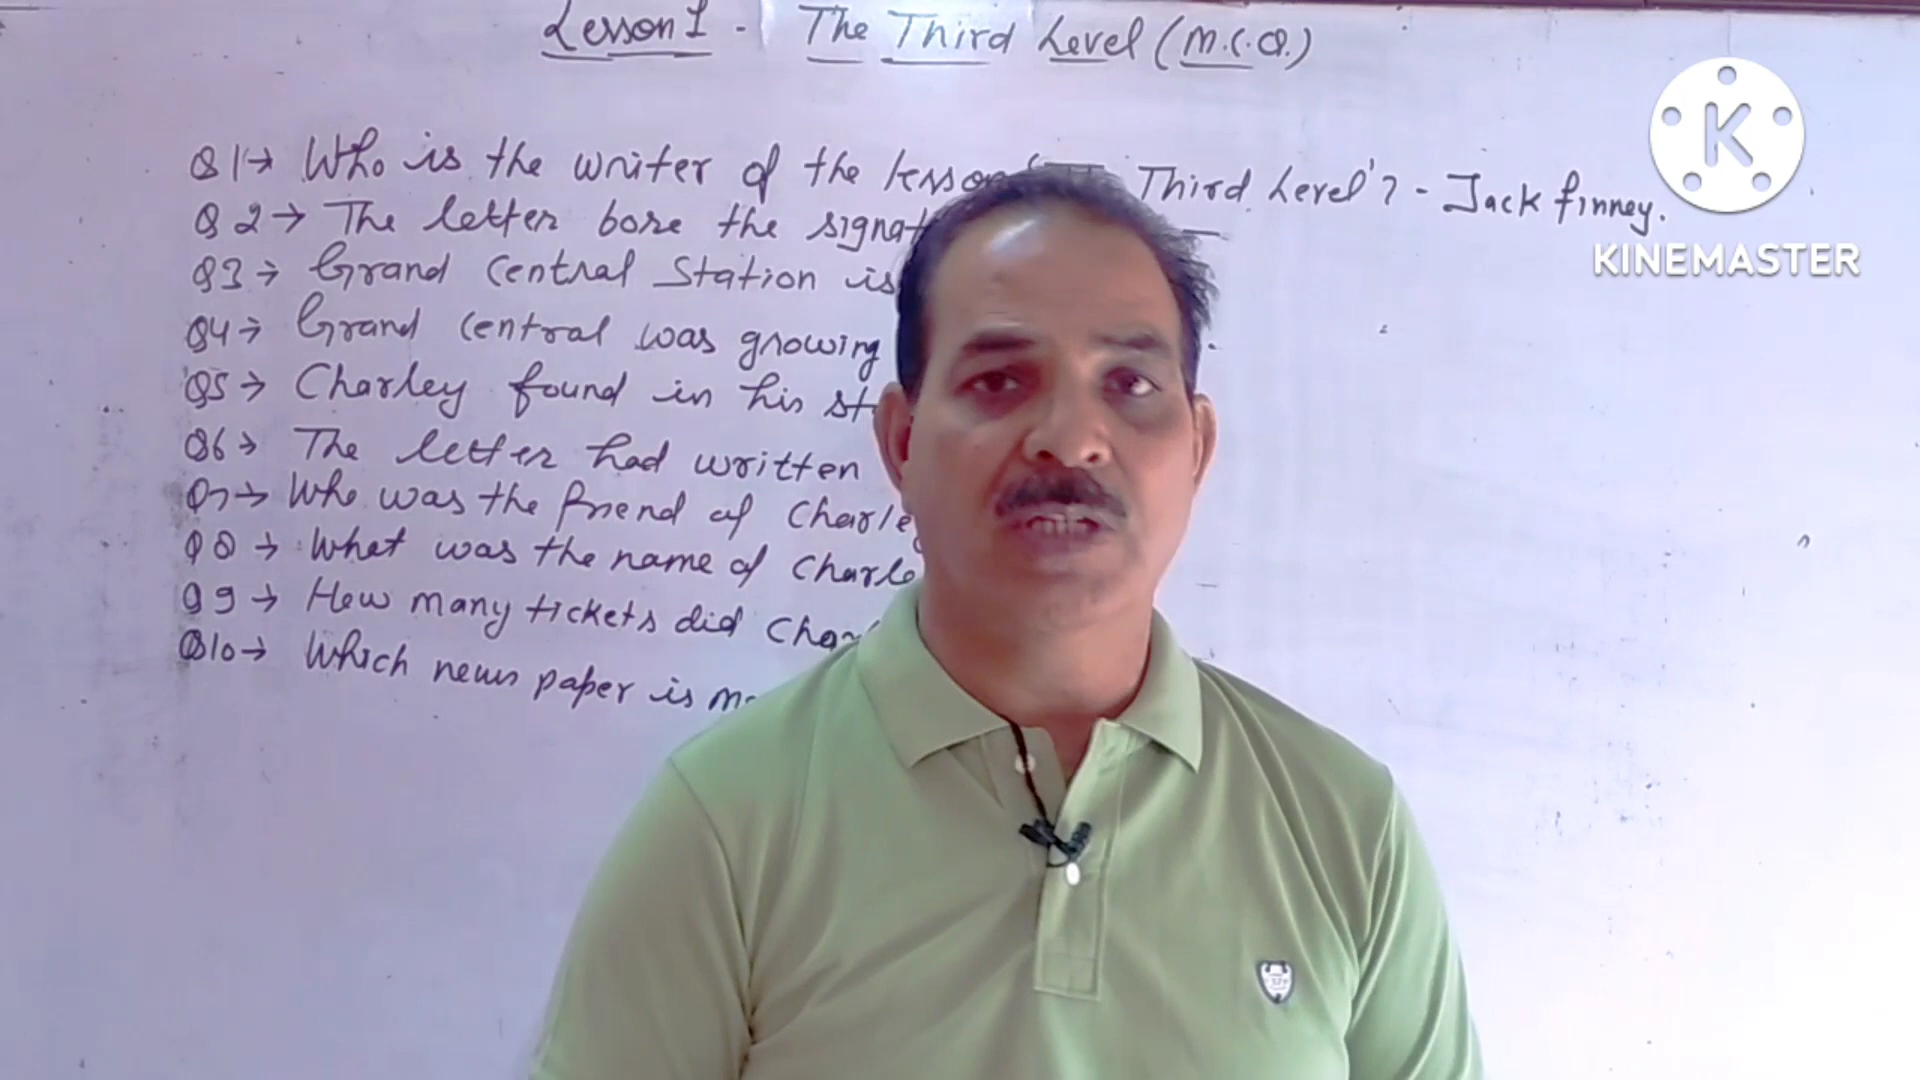 Lesson 1 - The Third Level (M.C.Q.)
Q1→ Who is the writer of the lesson Third Level'? - Jack Finney.
Q2→ The letter bore the signat
Q3→ Grand Central Station is
Q4→ Grand Central was growing
Q5→ Charley found in his st
Q6→ The letter had written
Q7→ Who was the friend of Charle
Q8→ What was the name of Charle
Q9→ How many tickets did Char
Q10→ Which news paper is m
K
KINEMASTER